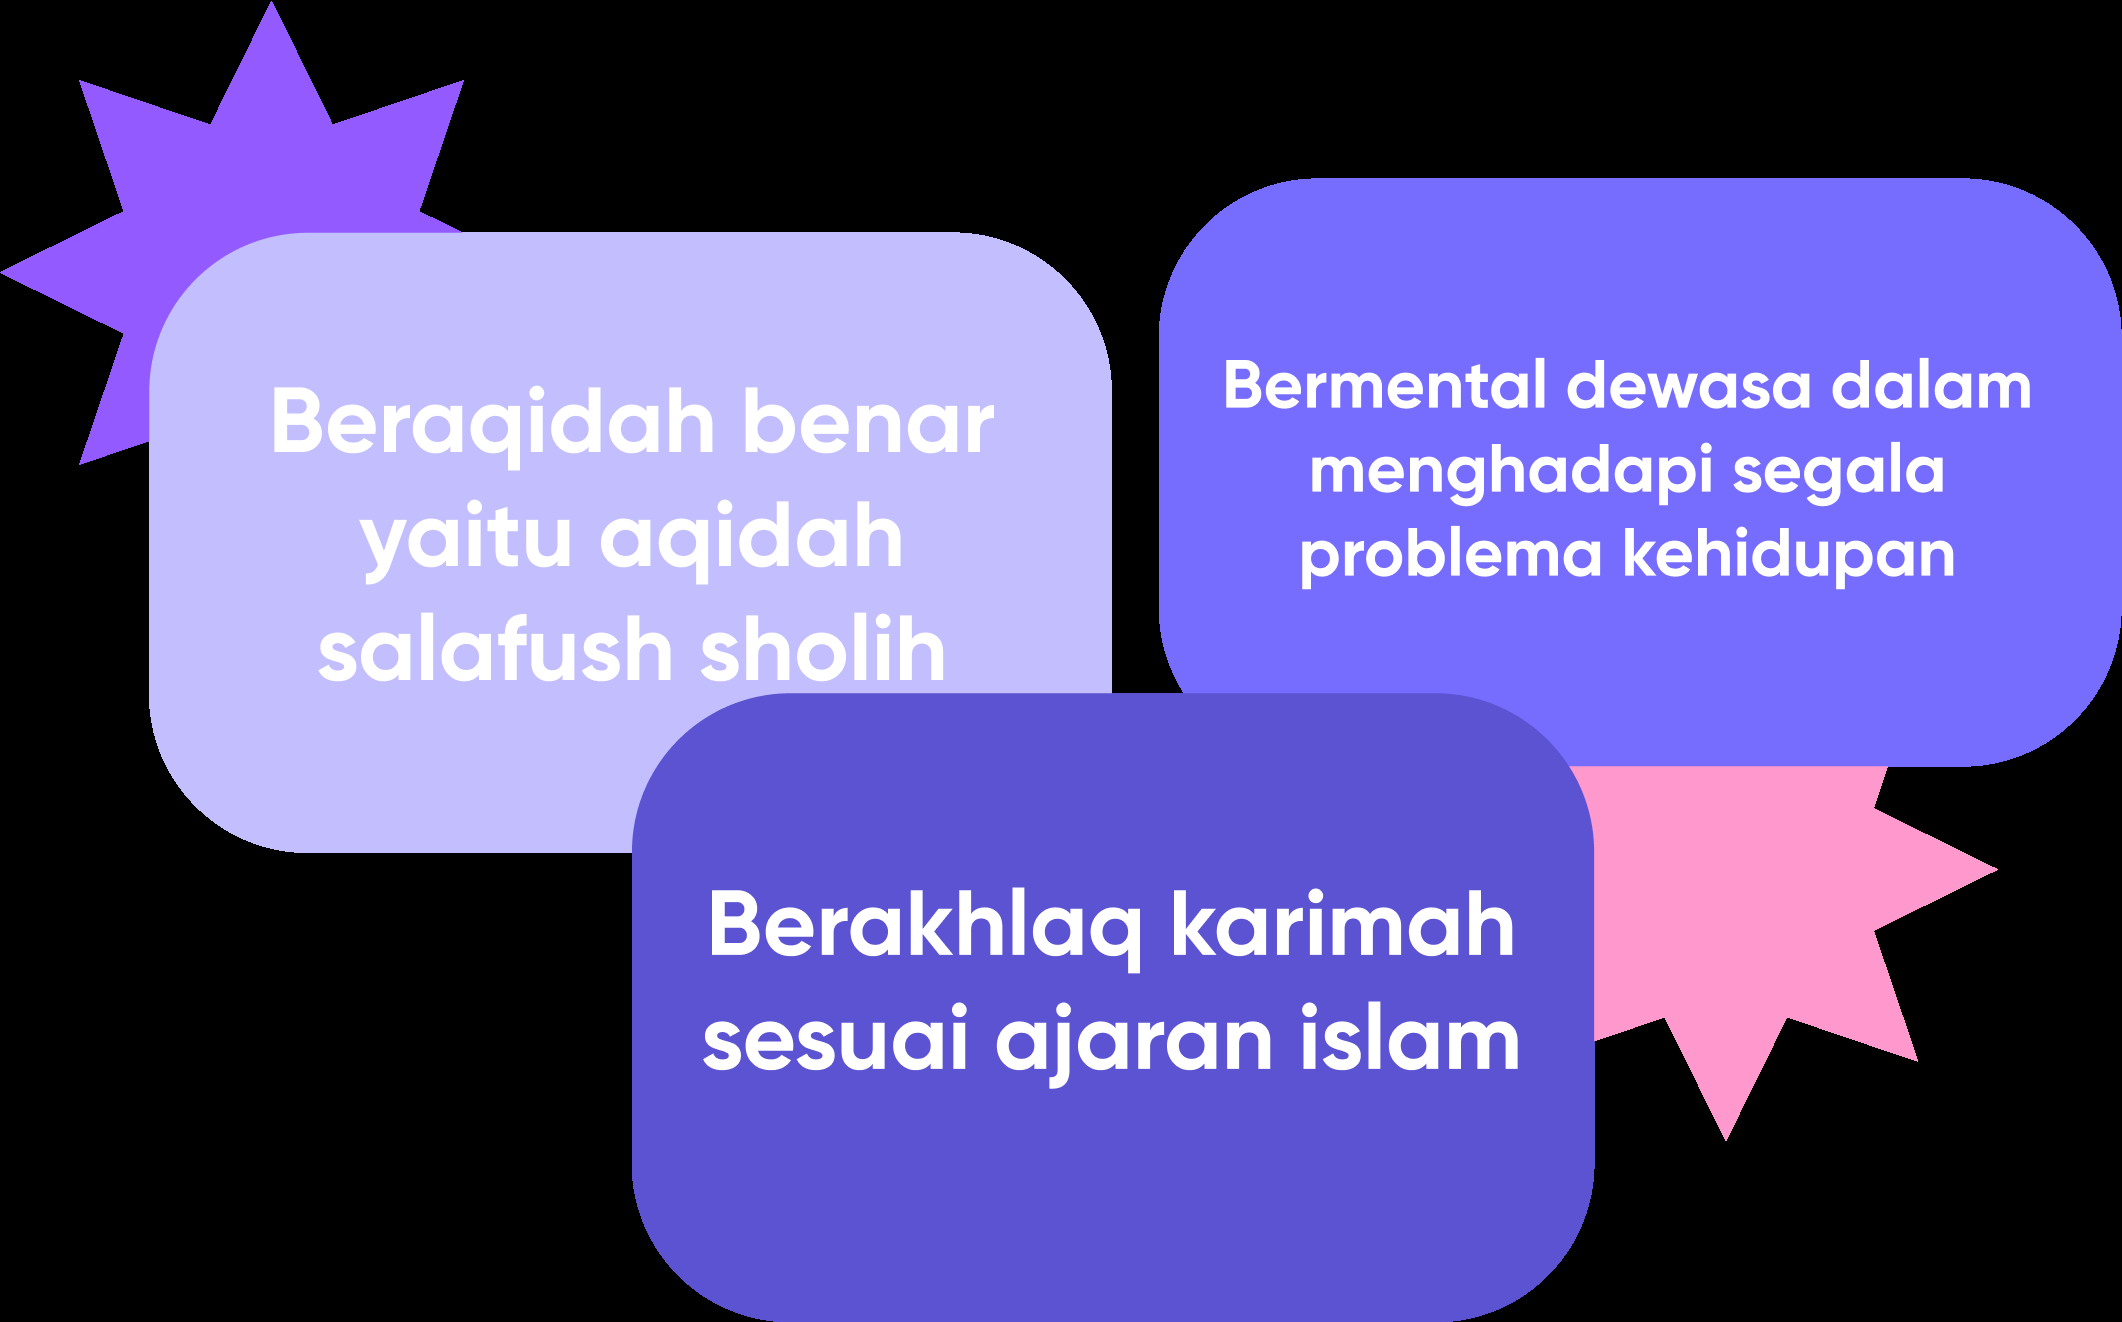 Beraqidah benar
yaitu aqidah
salafush sholih
Bermental dewasa dalam
menghadapi segala
problema kehidupan
Berakhlaq karimah
sesuai ajaran islam